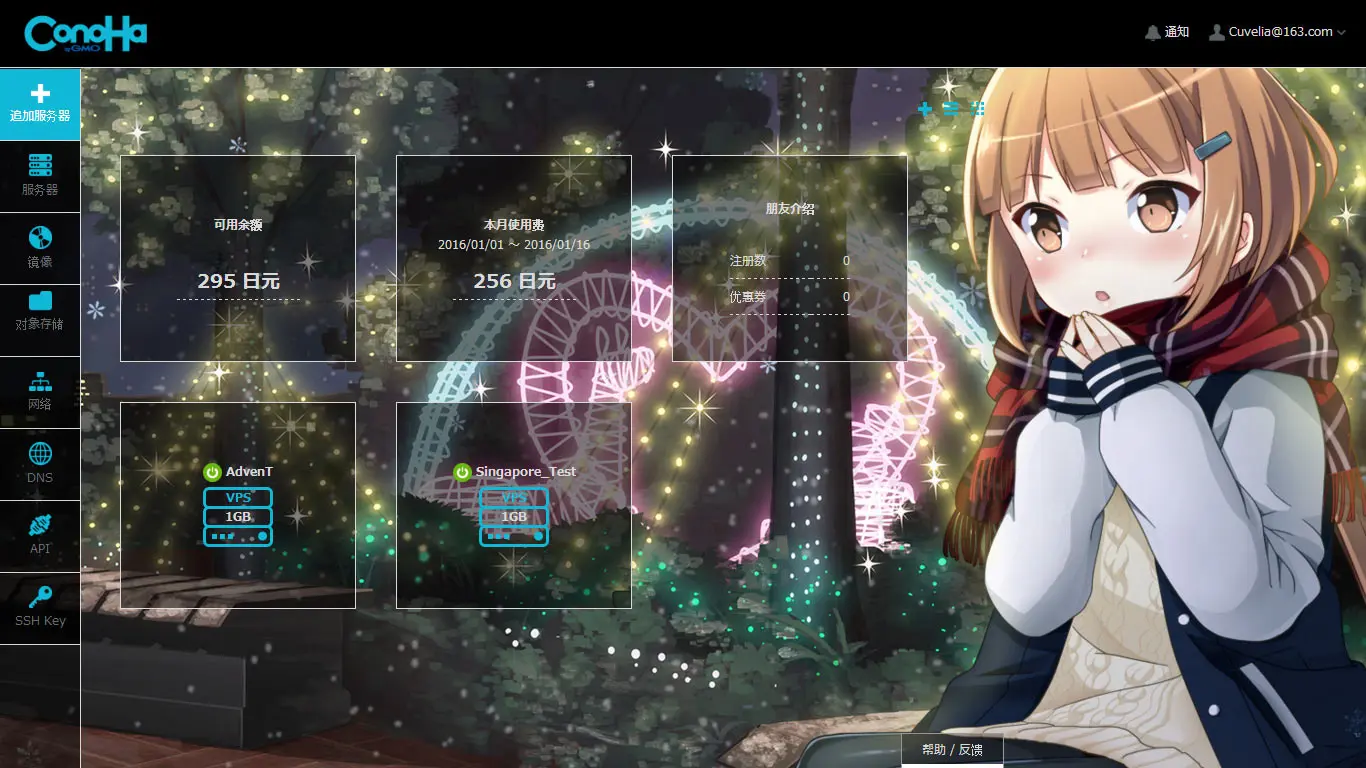 ConoHa
by GMO
通知
Cuvelia@163.com
追加服务器
服务器
镜像
对象存储
网络
DNS
API
SSH Key
可用余额
295 日元
本月使用费
2016/01/01 ～ 2016/01/16
256 日元
朋友介绍
注册数 0
优惠券 0
AdvenT
VPS
1GB
Singapore_Test
VPS
1GB
帮助 / 反馈